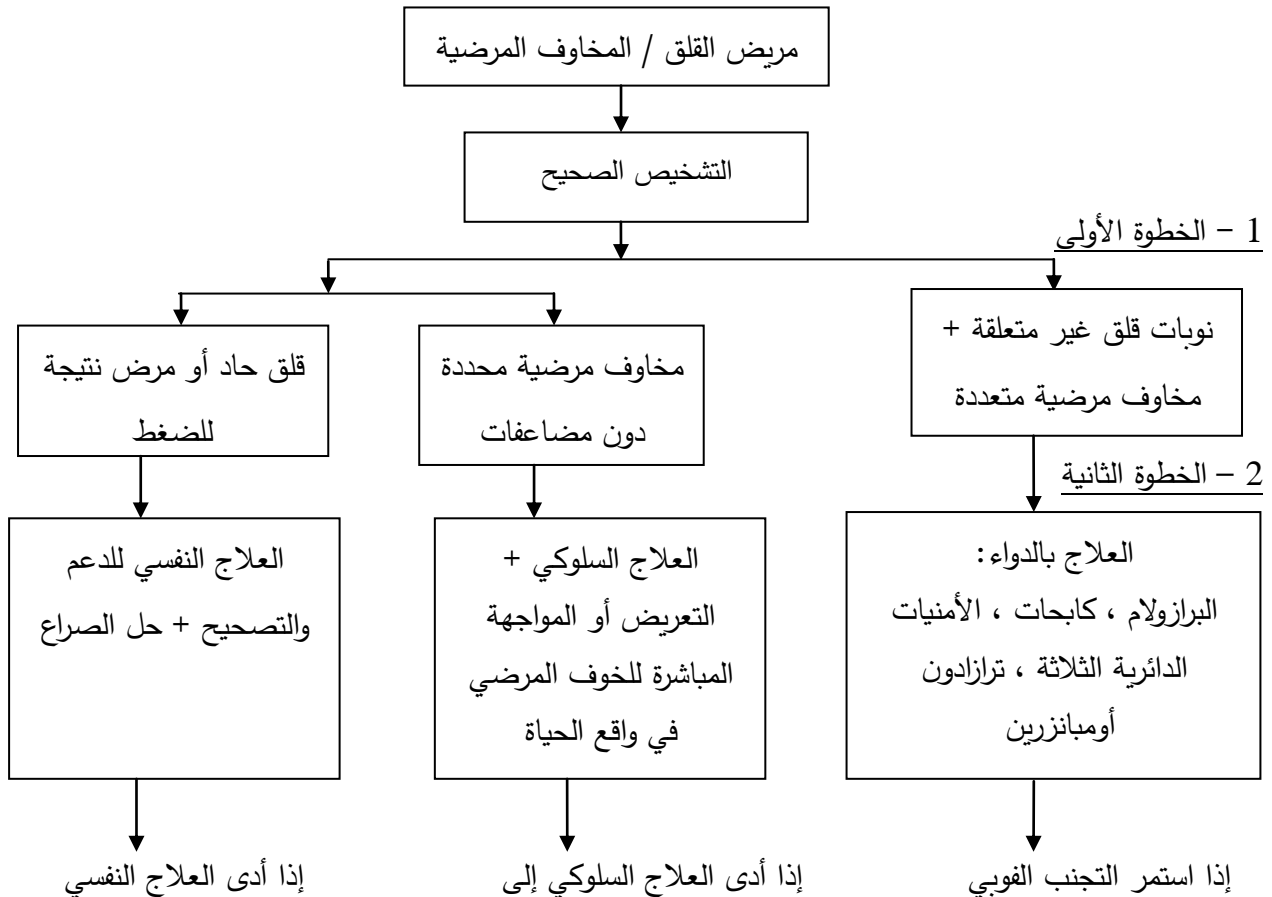 مريض القلق / المخاوف المرضية
التشخيص الصحيح
1 – الخطوة الأولى
نوبات قلق غير متعلقة +
مخاوف مرضية متعددة
مخاوف مرضية محددة
دون مضاعفات
قلق حاد أو مرض نتيجة
للضغط
2 – الخطوة الثانية
العلاج بالدواء:
البرازولام ، كابحات ، الأمنيات
الدائرية الثلاثة ، ترازادون
أومبانزرين
العلاج السلوكي +
التعريض أو المواجهة
المباشرة للخوف المرضي
في واقع الحياة
العلاج النفسي للدعم
والتصحيح + حل الصراع
إذا استمر التجنب الفوبي
إذا أدى العلاج السلوكي إلى
إذا أدى العلاج النفسي